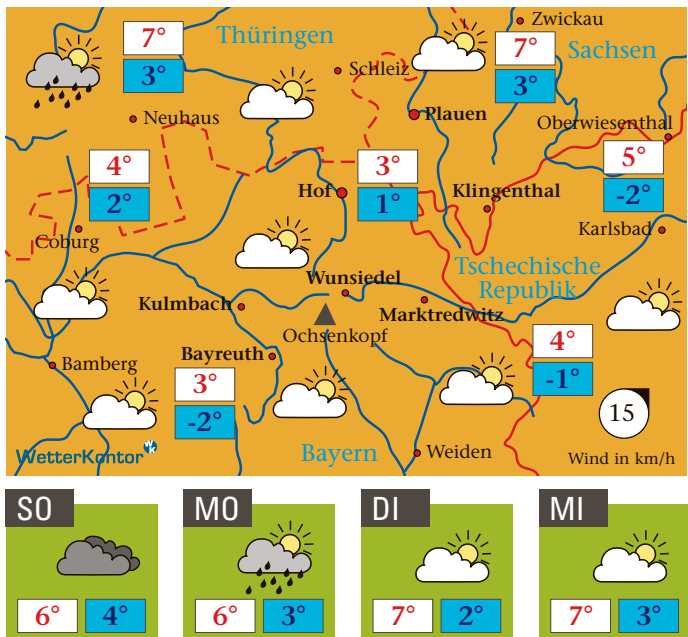 Zwickau
7°
Thüringen
7°
Sachsen
3°
Schleiz
3°
Plauen
Neuhaus
Oberwiesenthal
4°
3°
5°
2°
Hof
1°
Klingenthal
-2°
Coburg
Karlsbad
Tschechische
Republik
Wunsiedel
Kulmbach
Marktredwitz
Ochsenkopf
4°
Bayreuth
Bamberg
3°
-1°
-2°
15
WetterKontor
WK
Bayern
Weiden
Wind in km/h
SO
MO
DI
MI
6° 4°
6° 3°
7° 2°
7° 3°